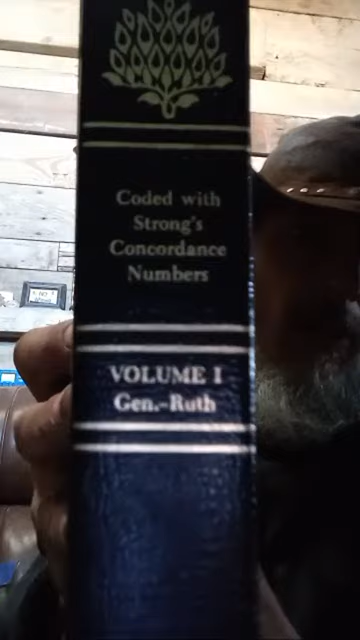 Coded with
Strong's
Concordance
Numbers
VOLUME I
Gen.-Ruth